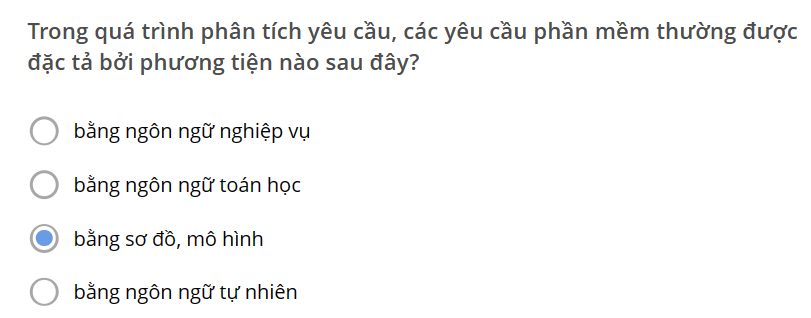 Trong quá trình phân tích yêu cầu, các yêu cầu phần mềm thường được
đặc tả bởi phương tiện nào sau đây?
bằng ngôn ngữ nghiệp vụ
bằng ngôn ngữ toán học
bằng sơ đồ, mô hình
bằng ngôn ngữ tự nhiên